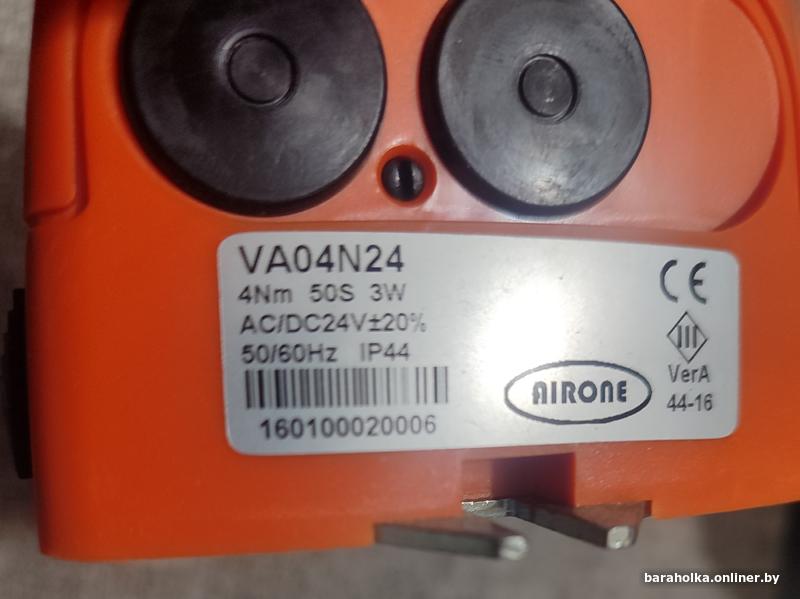 VA04N24
4Nm 50S 3W
AC/DC24V±20%
50/60Hz IP44
160100020006
CE
III
VerA
44-16
AIRONE
baraholka.onliner.by